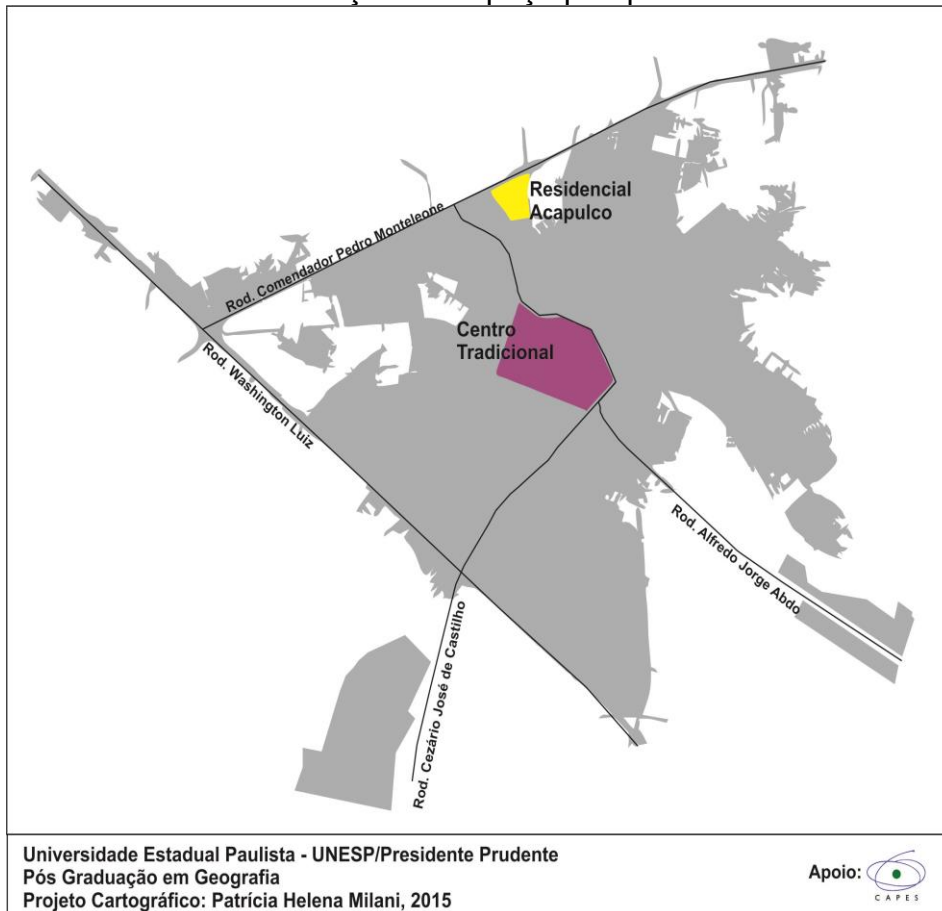 Residencial
Acapulco
Rod. Comendador Pedro Monteleone
Centro
Tradicional
Rod. Washington Luiz
Rod. Alfredo Jorge Abdo
Rod. Cezário José de Castilho
Universidade Estadual Paulista - UNESP/Presidente Prudente
Pós Graduação em Geografia
Projeto Cartográfico: Patrícia Helena Milani, 2015
Apoio:
CAPES